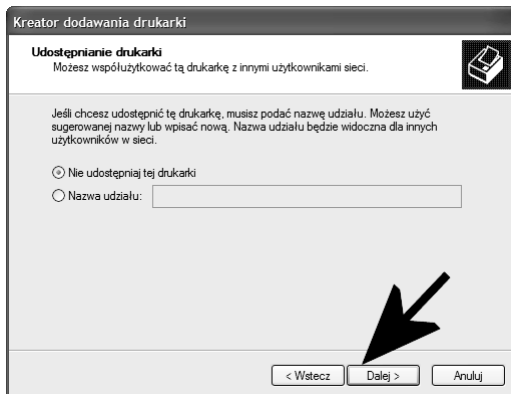 Kreator dodawania drukarki
Udostępnianie drukarki
Możesz współużytkować tą drukarkę z innymi użytkownikami sieci.
Jeśli chcesz udostępnić tę drukarkę, musisz podać nazwę udziału. Możesz użyć
sugerowanej nazwy lub wpisać nową. Nazwa udziału będzie widoczna dla innych
użytkowników w sieci.
Nie udostępniaj tej drukarki
Nazwa udziału:
< Wstecz
Dalej >
Anuluj